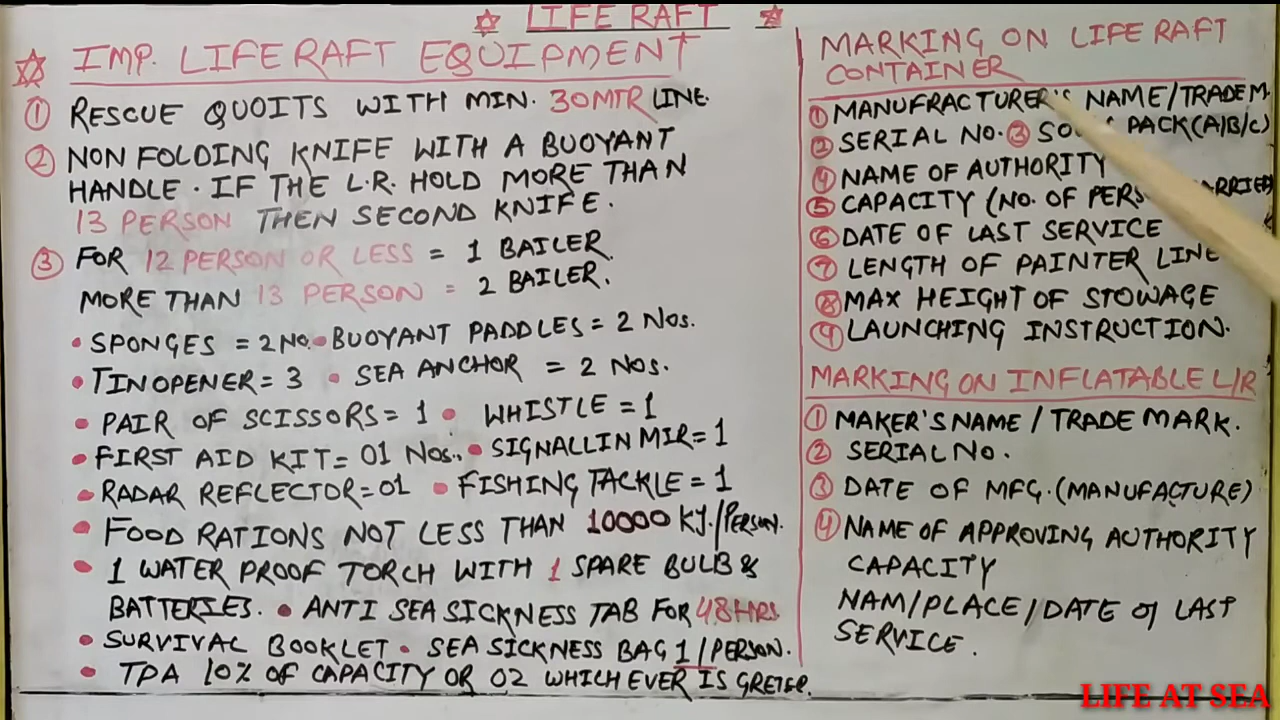 LIFE RAFT
IMP. LIFE RAFT EQUIPMENT
① RESCUE QUOITS WITH MIN. 30MTR LINE.
② NON FOLDING KNIFE WITH A BUOYANT
HANDLE. IF THE L.R. HOLD MORE THAN
13 PERSON THEN SECOND KNIFE.
③ FOR 12 PERSON OR LESS = 1 BAILER.
MORE THAN 13 PERSON = 2 BAILER.
• SPONGES = 2 NO. • BUOYANT PADDLES = 2 NOS.
• TINOPENER = 3 • SEA ANCHOR = 2 NOS.
• PAIR OF SCISSORS = 1 • WHISTLE = 1
• FIRST AID KIT = 01 NOS. • SIGNALLIN MIR = 1
• RADAR REFLECTOR = 01 • FISHING TACKLE = 1
• FOOD RATIONS NOT LESS THAN 10000 KJ./PERSON.
• 1 WATER PROOF TORCH WITH 1 SPARE BULB &
BATTERIES. • ANTI SEA SICKNESS TAB FOR 48HRS
• SURVIVAL BOOKLET • SEA SICKNESS BAG 1/PERSON.
• TPA 10% OF CAPACITY OR 02 WHICH EVER IS GRETER.
MARKING ON LIFE RAFT
CONTAINER
① MANUFRACTURER'S NAME/TRADEM.
② SERIAL NO. ③ PACK(A/B/C)
④ NAME OF AUTHORITY
⑤ CAPACITY (NO. OF
⑥ DATE OF LAST SERVICE
⑦ LENGTH OF PAINTER LINE
⑧ MAX HEIGHT OF STOWAGE
⑨ LAUNCHING INSTRUCTION.
MARKING ON INFLATABLE L/R
① MAKER'S NAME / TRADE MARK.
② SERIAL NO.
③ DATE OF MFG. (MANUFACTURE)
④ NAME OF APPROVING AUTHORITY
CAPACITY
NAM/PLACE/DATE OF LAST
SERVICE.
LIFE AT SEA